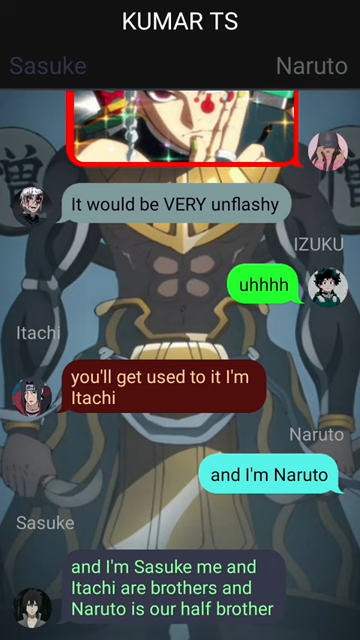 KUMAR TS
Sasuke
Naruto
It would be VERY unflashy
IZUKU
uhhhh
Itachi
you'll get used to it I'm
Itachi
Naruto
and I'm Naruto
Sasuke
and I'm Sasuke me and
Itachi are brothers and
Naruto is our half brother